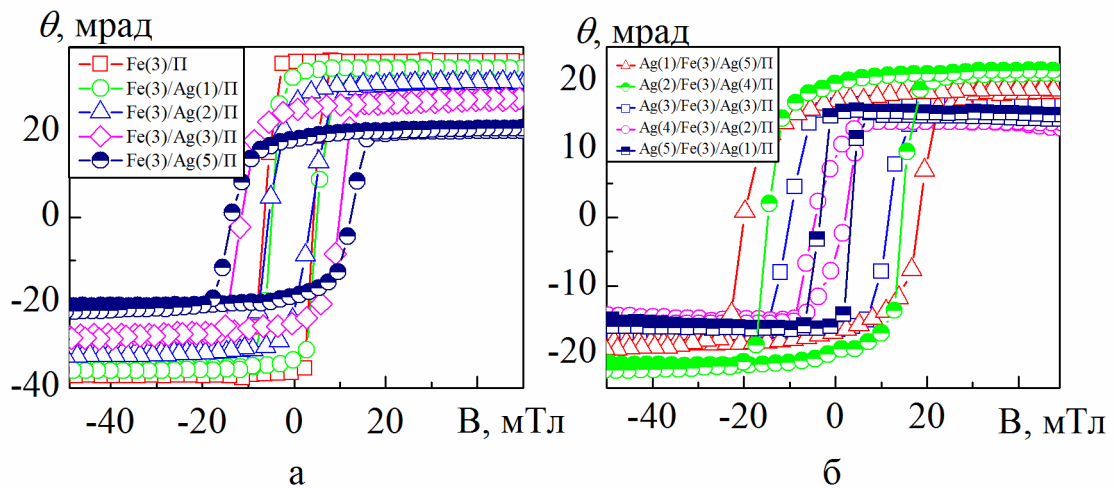 θ, мрад
Fe(3)/П
Fe(3)/Ag(1)/П
Fe(3)/Ag(2)/П
Fe(3)/Ag(3)/П
Fe(3)/Ag(5)/П
20
0
-20
-40
-40
-20
0
20
В, мТл
а
θ, мрад
Ag(1)/Fe(3)/Ag(5)/П
Ag(2)/Fe(3)/Ag(4)/П
Ag(3)/Fe(3)/Ag(3)/П
Ag(4)/Fe(3)/Ag(2)/П
Ag(5)/Fe(3)/Ag(1)/П
20
10
0
-10
-20
-40
-20
0
20
В, мТл
б